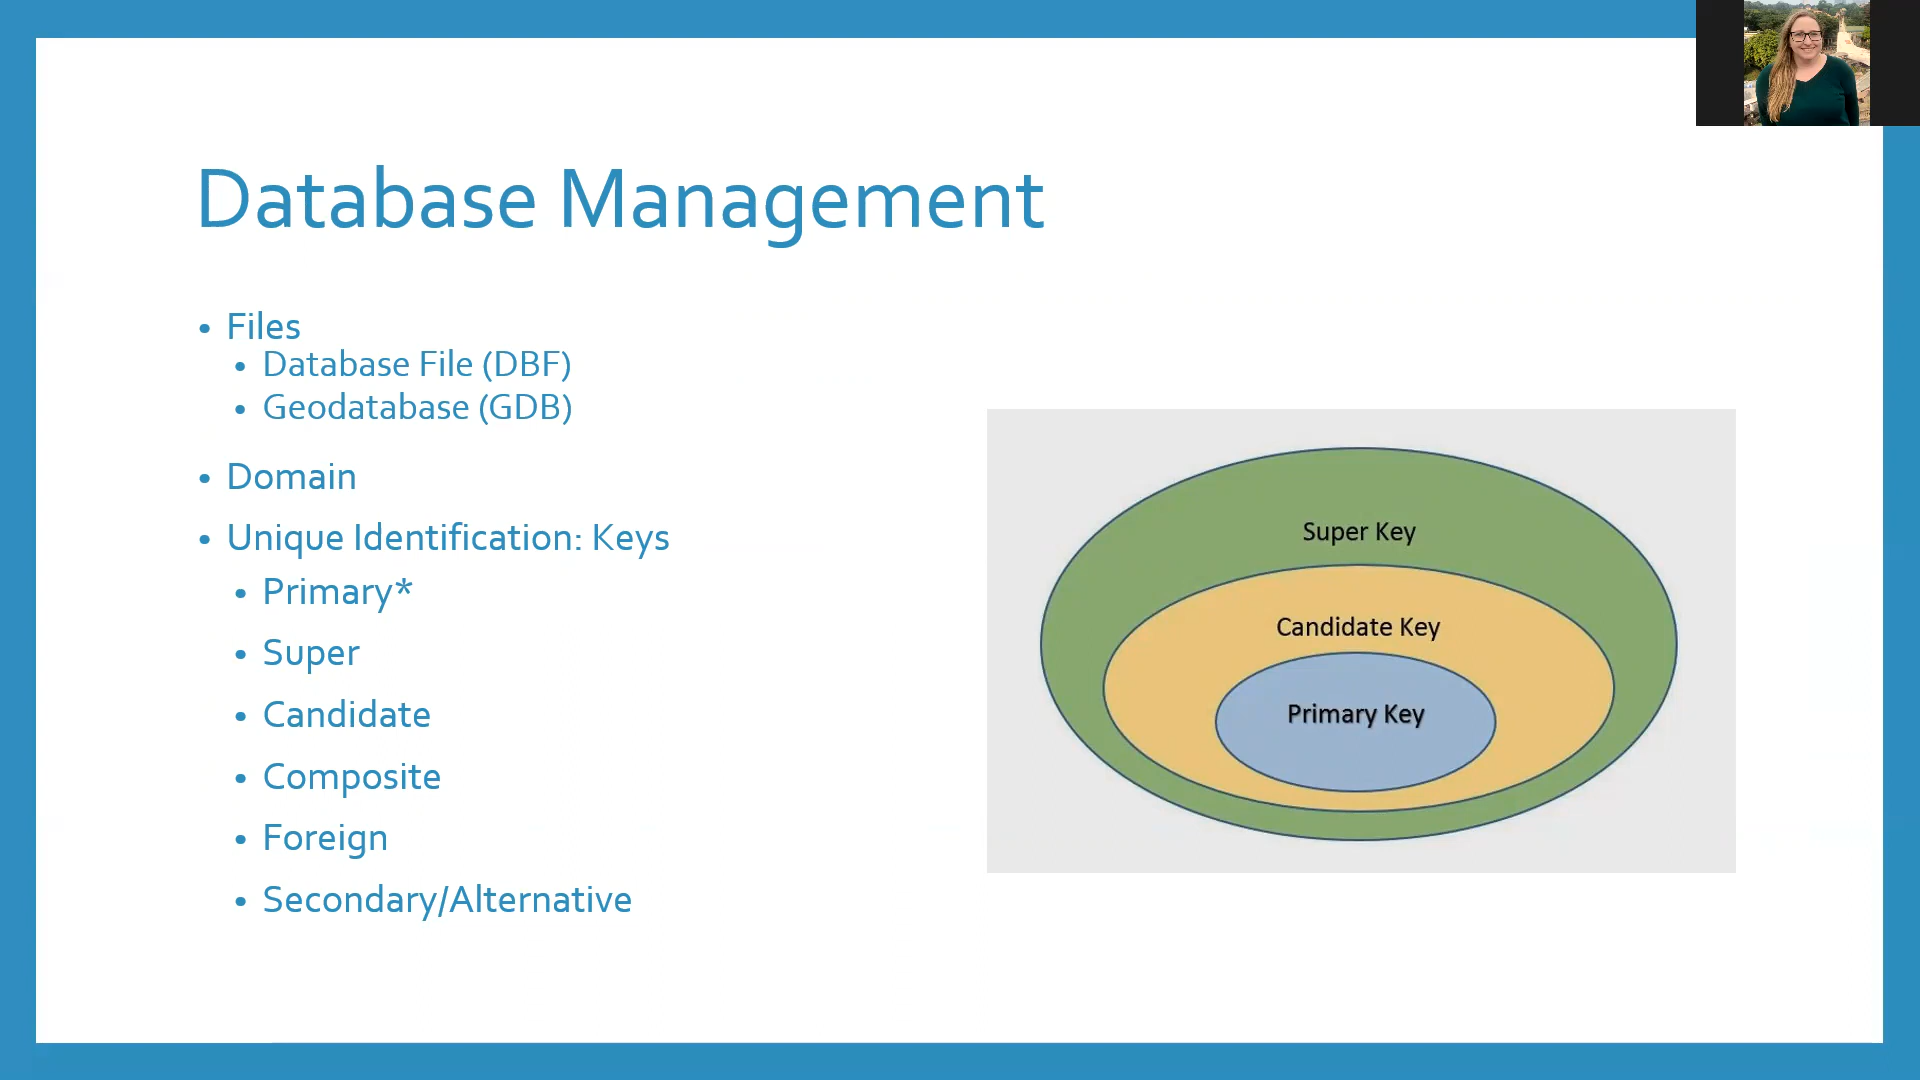 Database Management
• Files
• Database File (DBF)
• Geodatabase (GDB)
• Domain
• Unique Identification: Keys
• Primary*
• Super
• Candidate
• Composite
• Foreign
• Secondary/Alternative
Super Key
Candidate Key
Primary Key